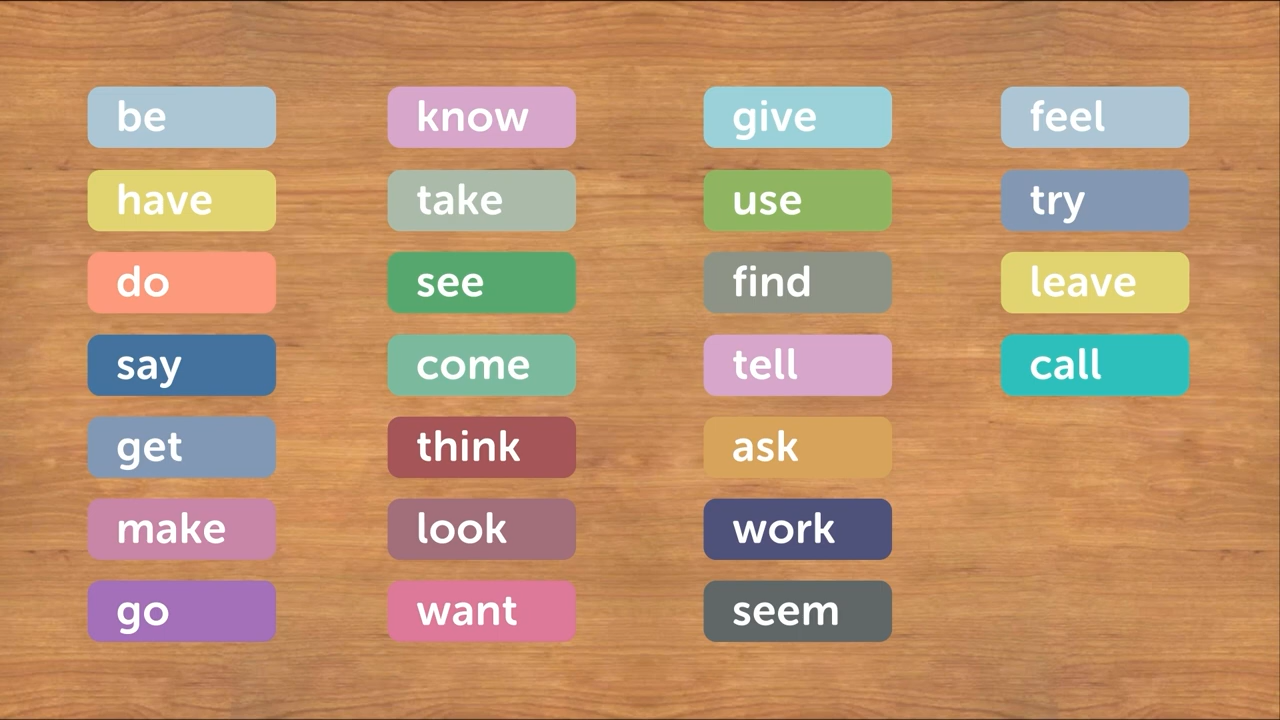 be
have
do
say
get
make
go
know
take
see
come
think
look
want
give
use
find
tell
ask
work
seem
feel
try
leave
call